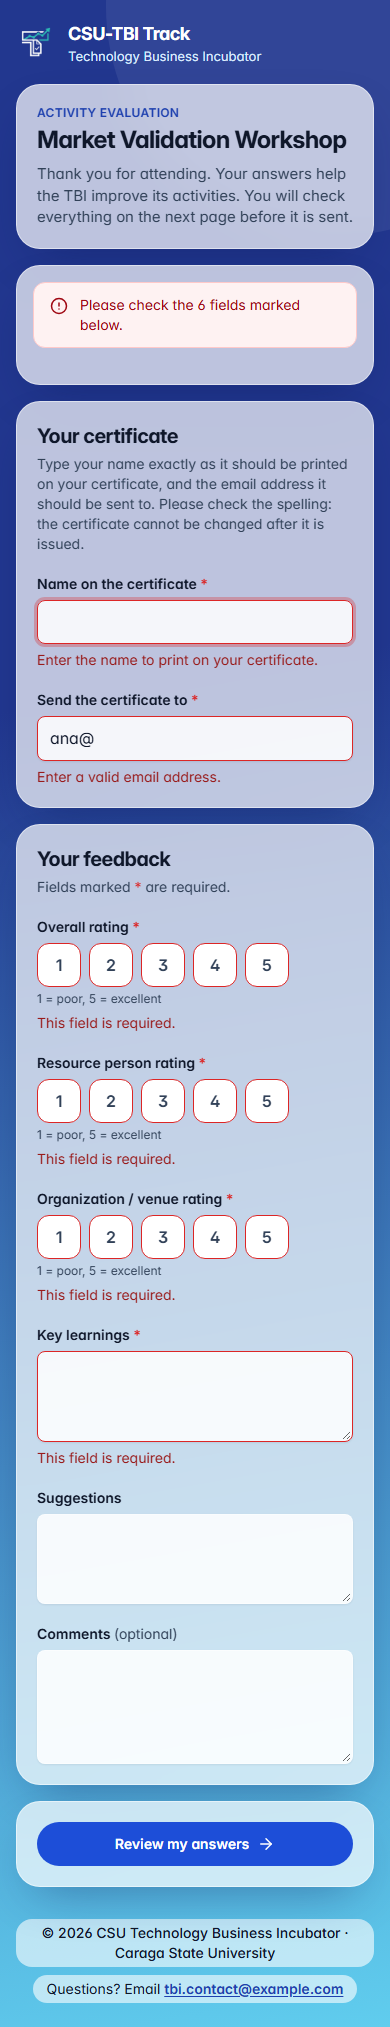 CSU-TBI Track
Technology Business Incubator
ACTIVITY EVALUATION
Market Validation Workshop
Thank you for attending. Your answers help
the TBI improve its activities. You will check
everything on the next page before it is sent.
Please check the 6 fields marked
below.
Your certificate
Type your name exactly as it should be printed
on your certificate, and the email address it
should be sent to. Please check the spelling:
the certificate cannot be changed after it is
issued.
Name on the certificate *
Enter the name to print on your certificate.
Send the certificate to *
ana@
Enter a valid email address.
Your feedback
Fields marked * are required.
Overall rating *
1 2 3 4 5
1 = poor, 5 = excellent
This field is required.
Resource person rating *
1 2 3 4 5
1 = poor, 5 = excellent
This field is required.
Organization / venue rating *
1 2 3 4 5
1 = poor, 5 = excellent
This field is required.
Key learnings *
This field is required.
Suggestions
Comments (optional)
Review my answers →
© 2026 CSU Technology Business Incubator ·
Caraga State University
Questions? Email tbi.contact@example.com